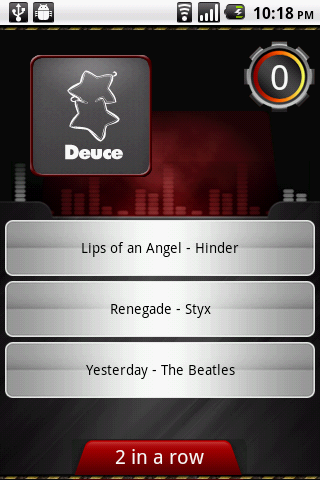 10:18 PM
0
Deuce
Lips of an Angel - Hinder
Renegade - Styx
Yesterday - The Beatles
2 in a row